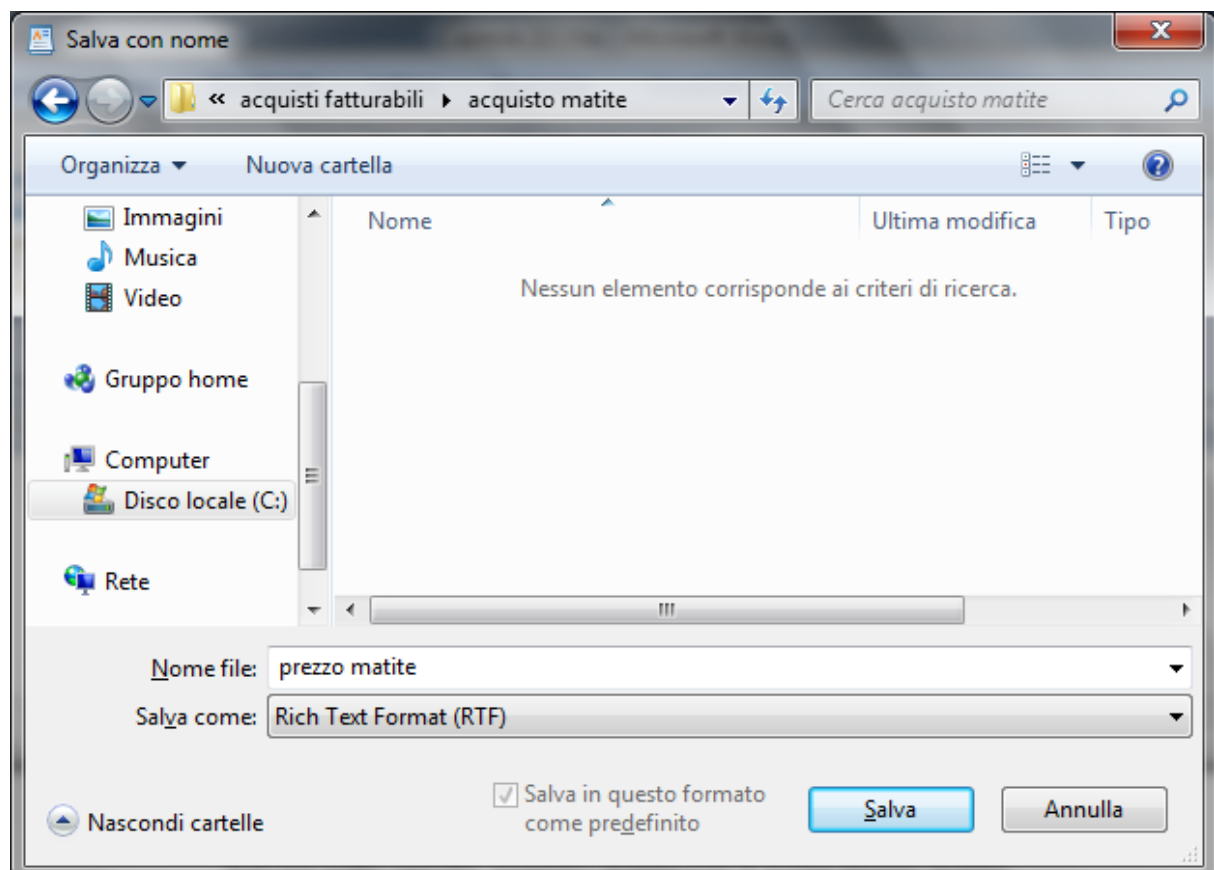 Salva con nome
« acquisti fatturabili ▸ acquisto matite
Cerca acquisto matite
Organizza
Nuova cartella
Immagini
Musica
Video
Gruppo home
Computer
Disco locale (C:)
Rete
Nome
Ultima modifica
Tipo
Nessun elemento corrisponde ai criteri di ricerca.
Nome file: prezzo matite
Salva come: Rich Text Format (RTF)
Nascondi cartelle
Salva in questo formato
come predefinito
Salva
Annulla